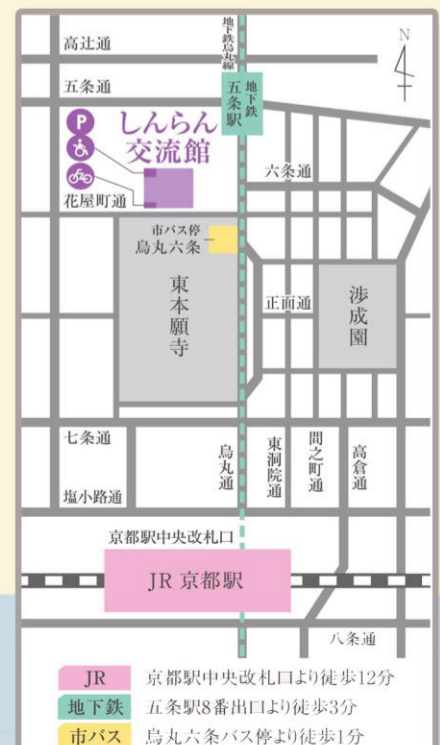 高辻通
地下鉄烏丸線
N
五条通
地下鉄
五条駅
P
しんらん
交流館
六条通
花屋町通
市バス停
烏丸六条
東本願寺
正面通
渉成園
七条通
烏丸通
東洞院通
間之町通
高倉通
塩小路通
京都駅中央改札口
JR 京都駅
八条通
JR 京都駅中央改札口より徒歩12分
地下鉄 五条駅8番出口より徒歩3分
市バス 烏丸六条バス停より徒歩1分